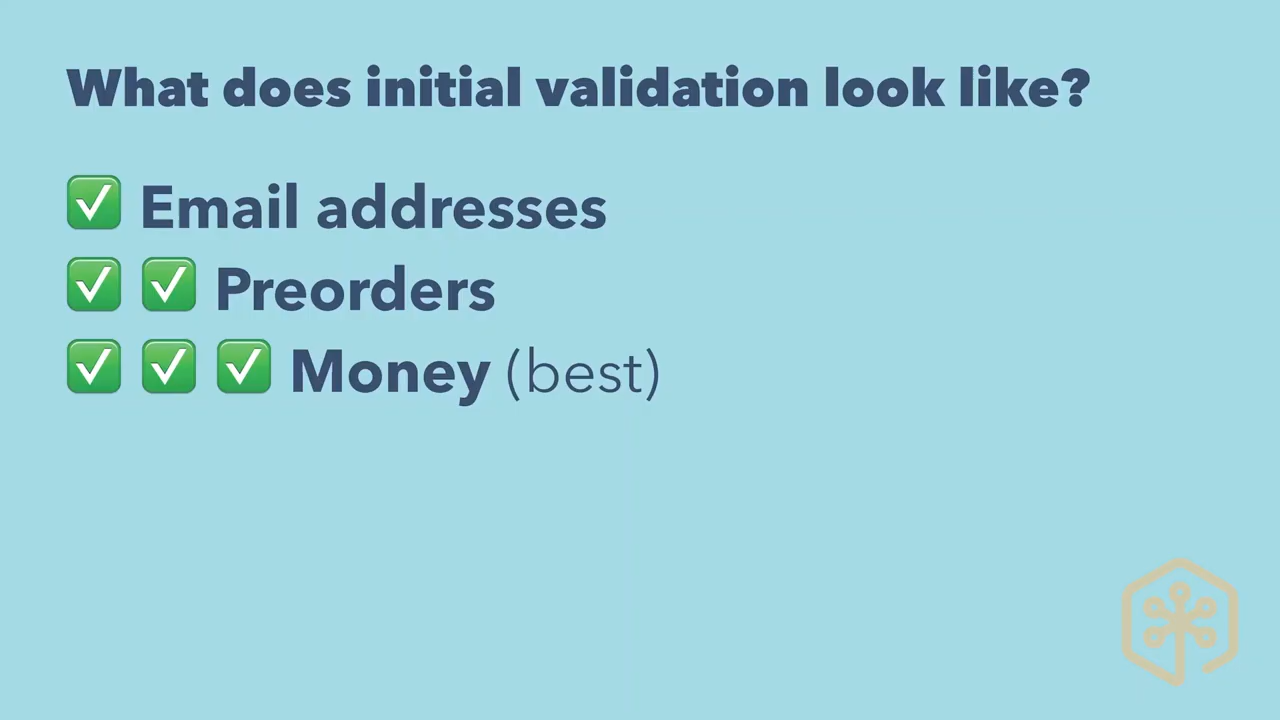 What does initial validation look like?
✅ Email addresses
✅ ✅ Preorders
✅ ✅ ✅ Money (best)